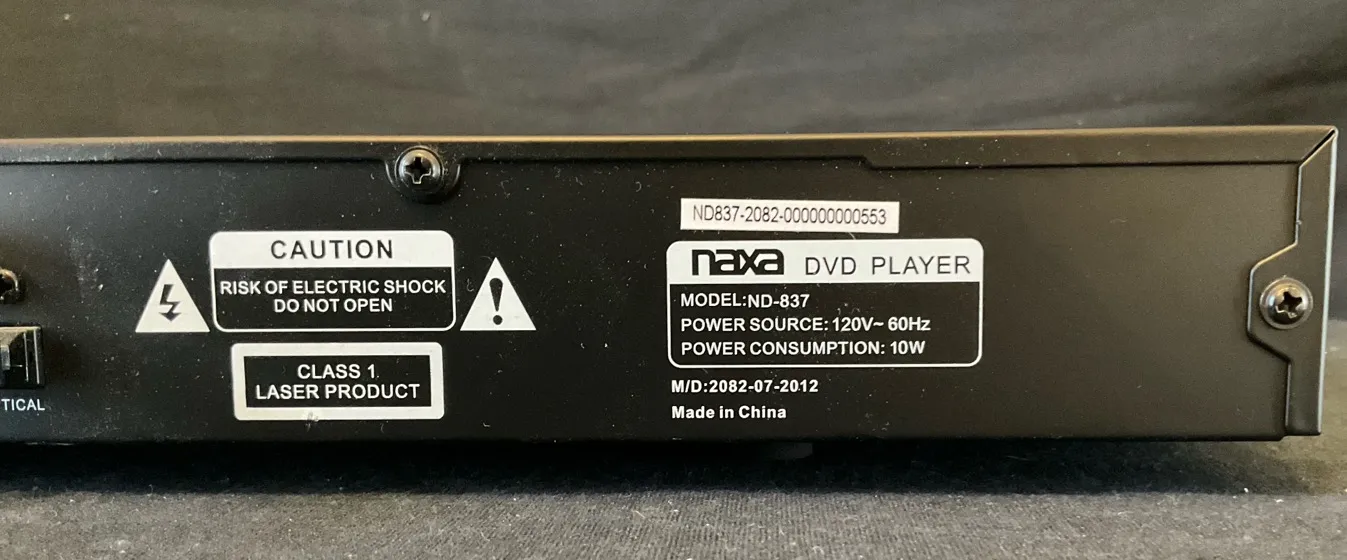 ND837-2082-000000000553
CAUTION
RISK OF ELECTRIC SHOCK
DO NOT OPEN
CLASS 1
LASER PRODUCT
naxa DVD PLAYER
MODEL:ND-837
POWER SOURCE: 120V~ 60Hz
POWER CONSUMPTION: 10W
M/D:2082-07-2012
Made in China
TICAL